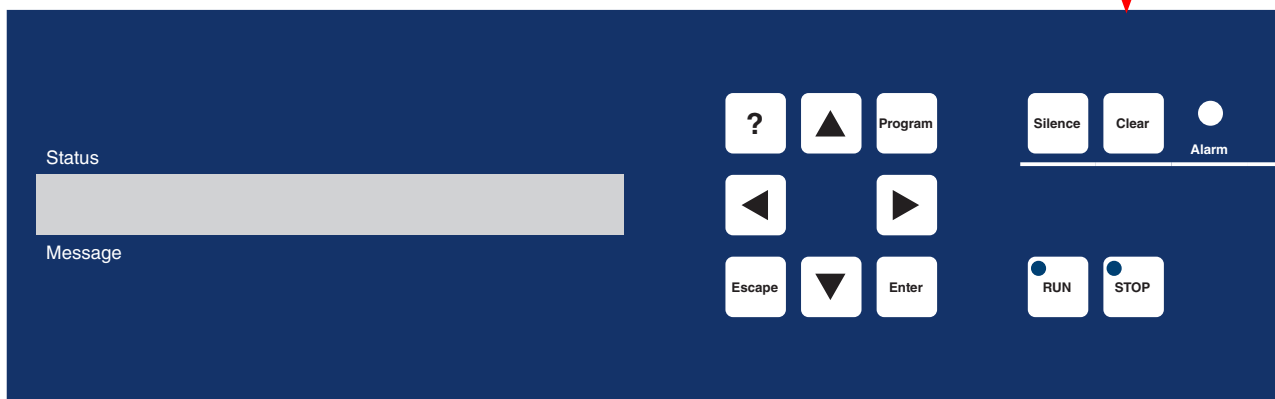 ? Program
Silence Clear
Alarm
Status
Message
Escape Enter
RUN STOP